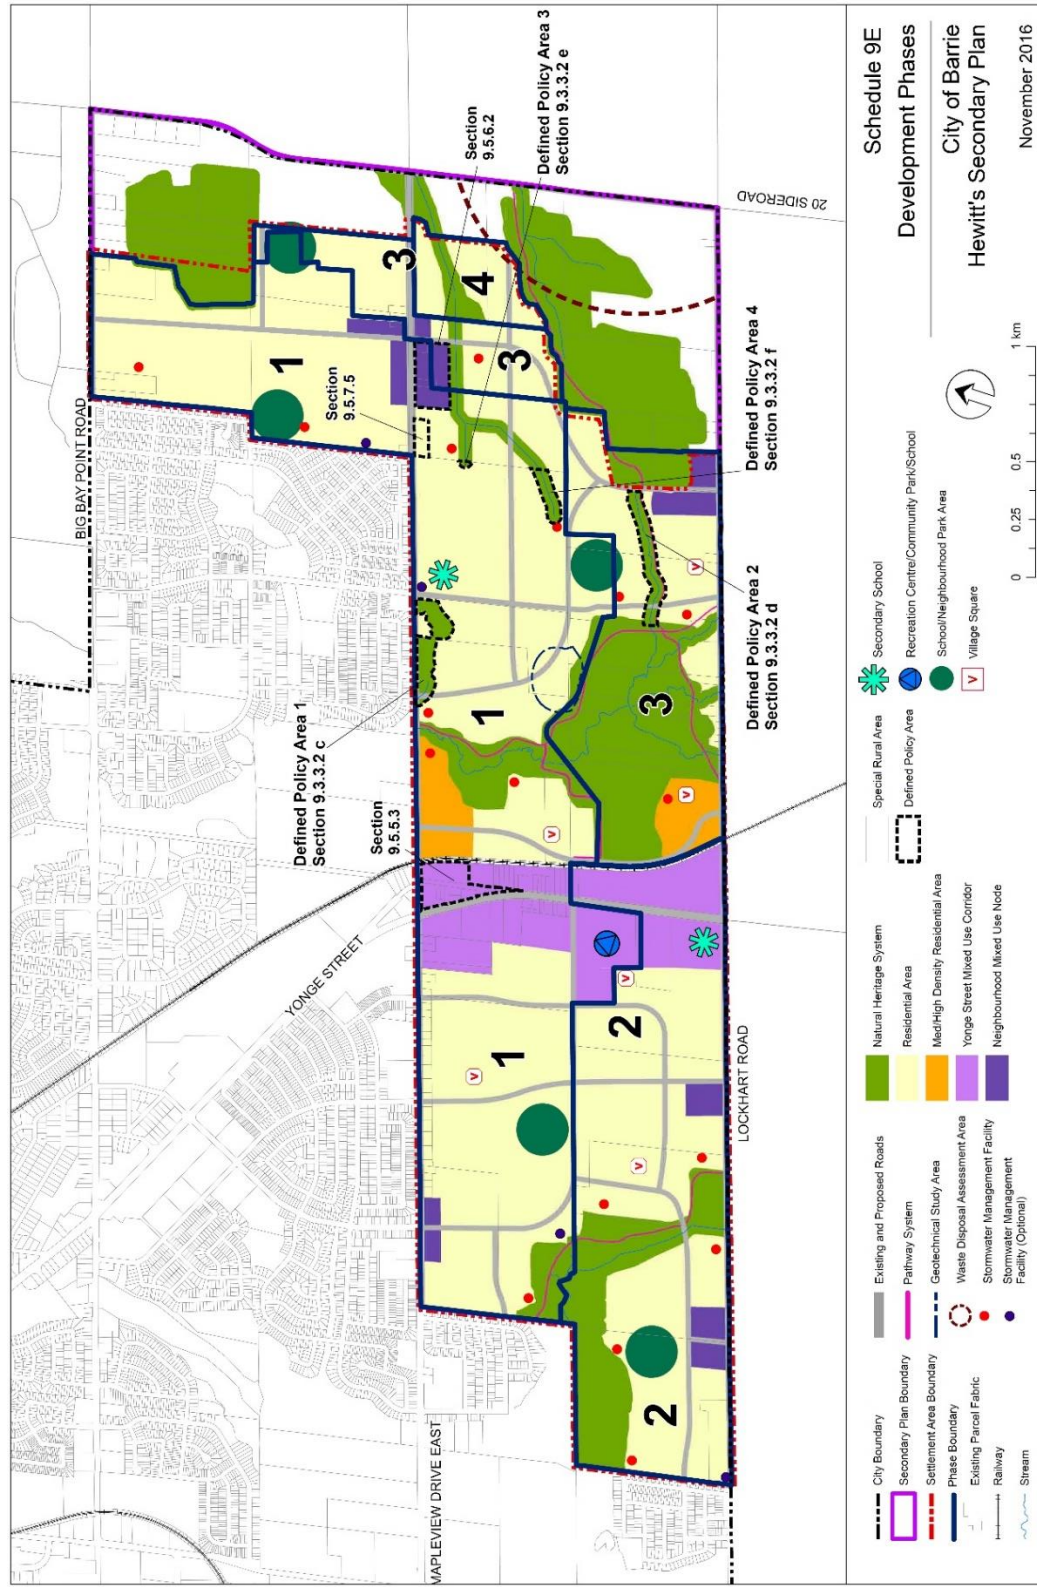 BIG BAY POINT ROAD
20 SIDEROAD
YONGE STREET
MAPLEVIEW DRIVE EAST
LOCKHART ROAD
Defined Policy Area 1
Section 9.3.3.2 c
Section
9.5.5.3
Section
9.5.7.5
Section
9.5.6.2
Defined Policy Area 3
Section 9.3.3.2 e
Defined Policy Area 4
Section 9.3.3.2 f
Defined Policy Area 2
Section 9.3.3.2 d
1
3
4
3
1
3
1
2
2
V
V
V
V
V
V
City Boundary
Secondary Plan Boundary
Settlement Area Boundary
Phase Boundary
Existing Parcel Fabric
Railway
Stream
Existing and Proposed Roads
Pathway System
Geotechnical Study Area
Waste Disposal Assessment Area
Stormwater Management Facility
Stormwater Management
Facility (Optional)
Natural Heritage System
Residential Area
Med/High Density Residential Area
Yonge Street Mixed Use Corridor
Neighbourhood Mixed Use Node
Special Rural Area
Defined Policy Area
Secondary School
Recreation Centre/Community Park/School
School/Neighbourhood Park Area
V Village Square
0 0.25 0.5 1 km
Schedule 9E
Development Phases
City of Barrie
Hewitt's Secondary Plan
November 2016